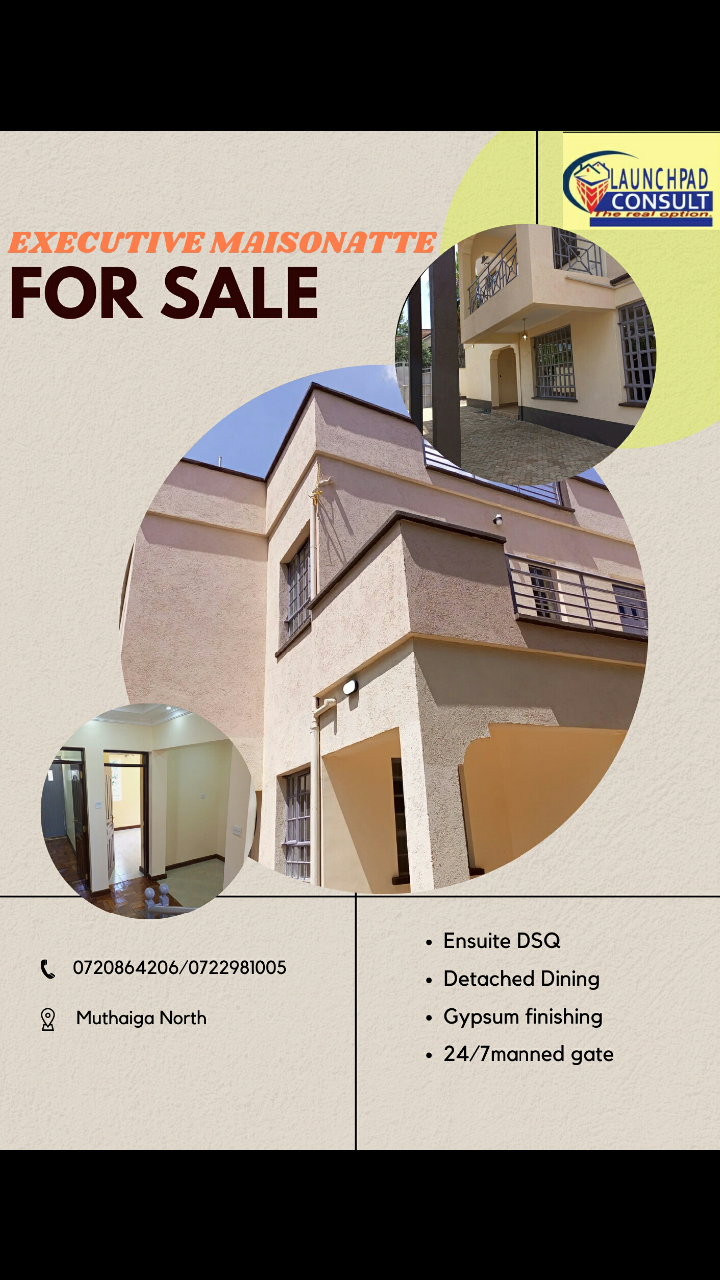 LAUNCHPAD
CONSULT
The real option.
EXECUTIVE MAISONATTE
FOR SALE
0720864206/0722981005
Muthaiga North
• Ensuite DSQ
• Detached Dining
• Gypsum finishing
• 24/7manned gate